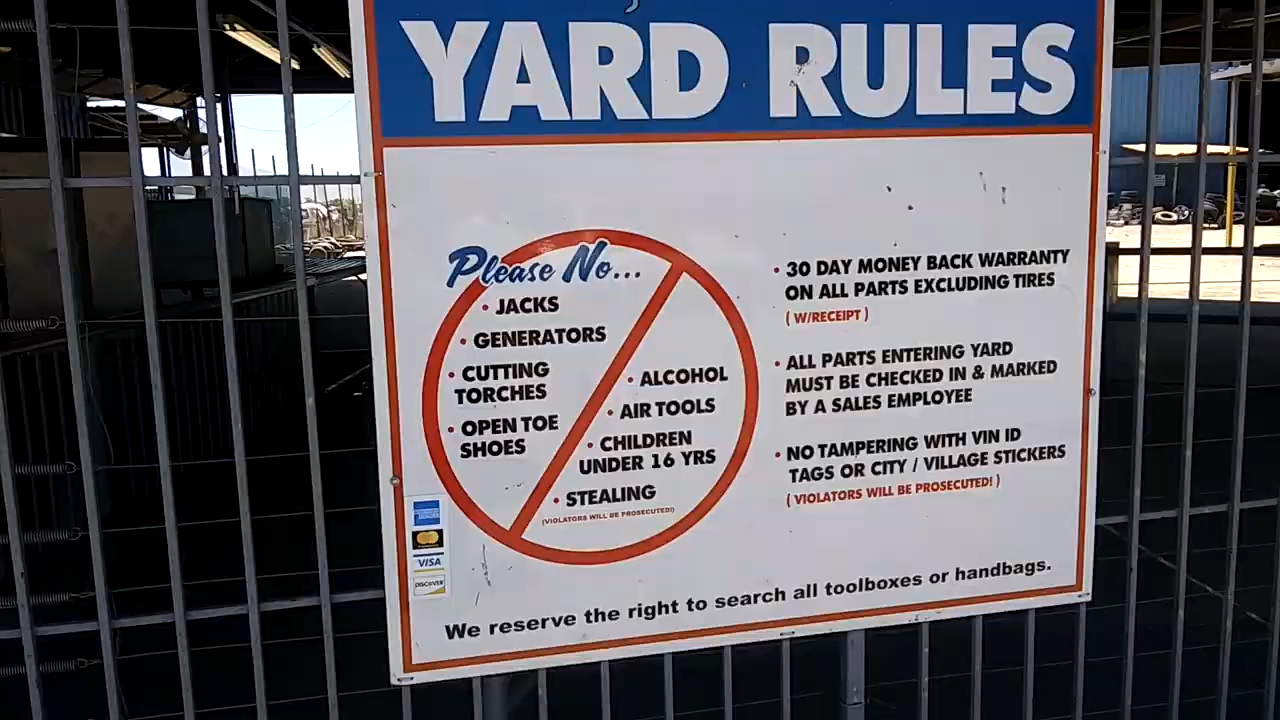 YARD RULES
Please No...
• JACKS
• GENERATORS
• CUTTING
TORCHES
• OPEN TOE
SHOES
• ALCOHOL
• AIR TOOLS
• CHILDREN
UNDER 16 YRS
• STEALING
(VIOLATORS WILL BE PROSECUTED!)
• 30 DAY MONEY BACK WARRANTY
ON ALL PARTS EXCLUDING TIRES
( W/RECEIPT )
• ALL PARTS ENTERING YARD
MUST BE CHECKED IN & MARKED
BY A SALES EMPLOYEE
• NO TAMPERING WITH VIN ID
TAGS OR CITY / VILLAGE STICKERS
( VIOLATORS WILL BE PROSECUTED! )
VISA
DISCOVER
We reserve the right to search all toolboxes or handbags.